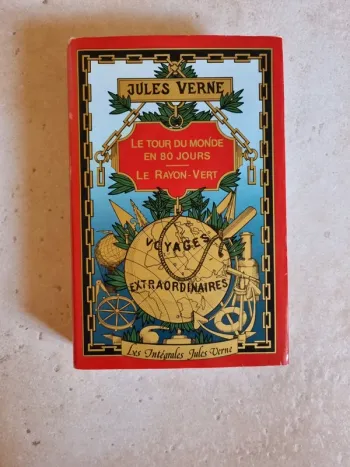 JULES VERNE
LE TOUR DU MONDE
EN 80 JOURS
LE RAYON-VERT
VOYAGES
EXTRAORDINAIRES
Les Intégrales Jules Verne